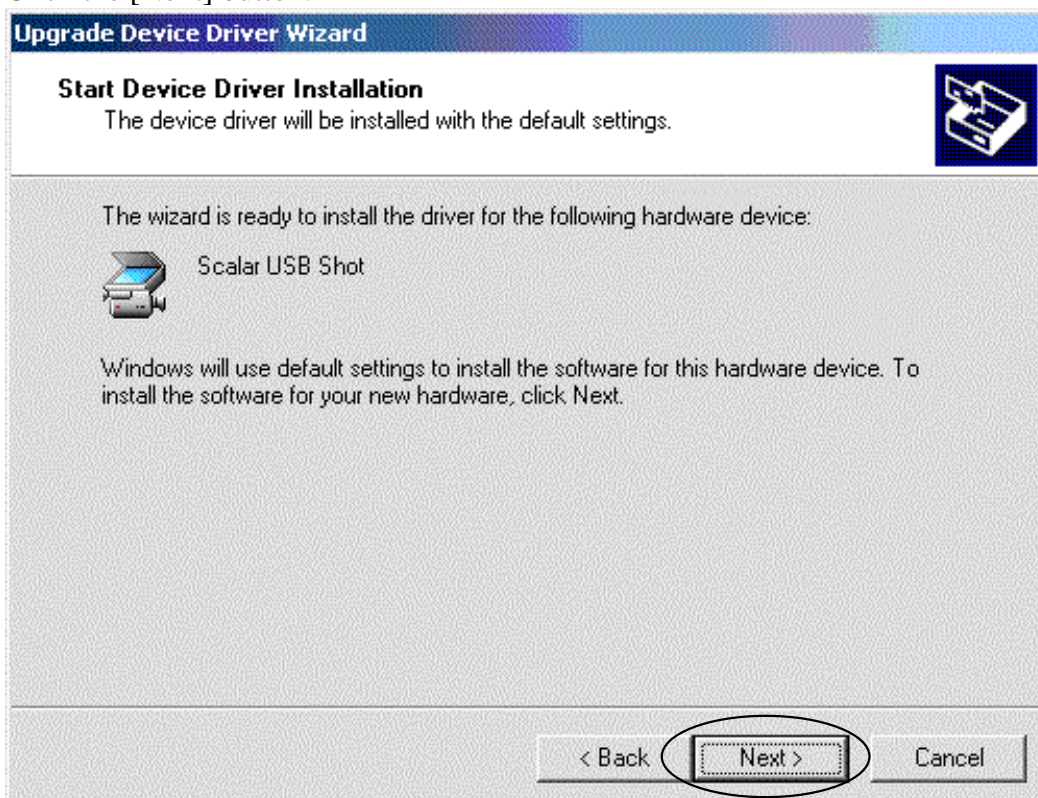 Upgrade Device Driver Wizard
Start Device Driver Installation
The device driver will be installed with the default settings.
The wizard is ready to install the driver for the following hardware device:
Scalar USB Shot
Windows will use default settings to install the software for this hardware device. To
install the software for your new hardware, click Next.
< Back
Next >
Cancel